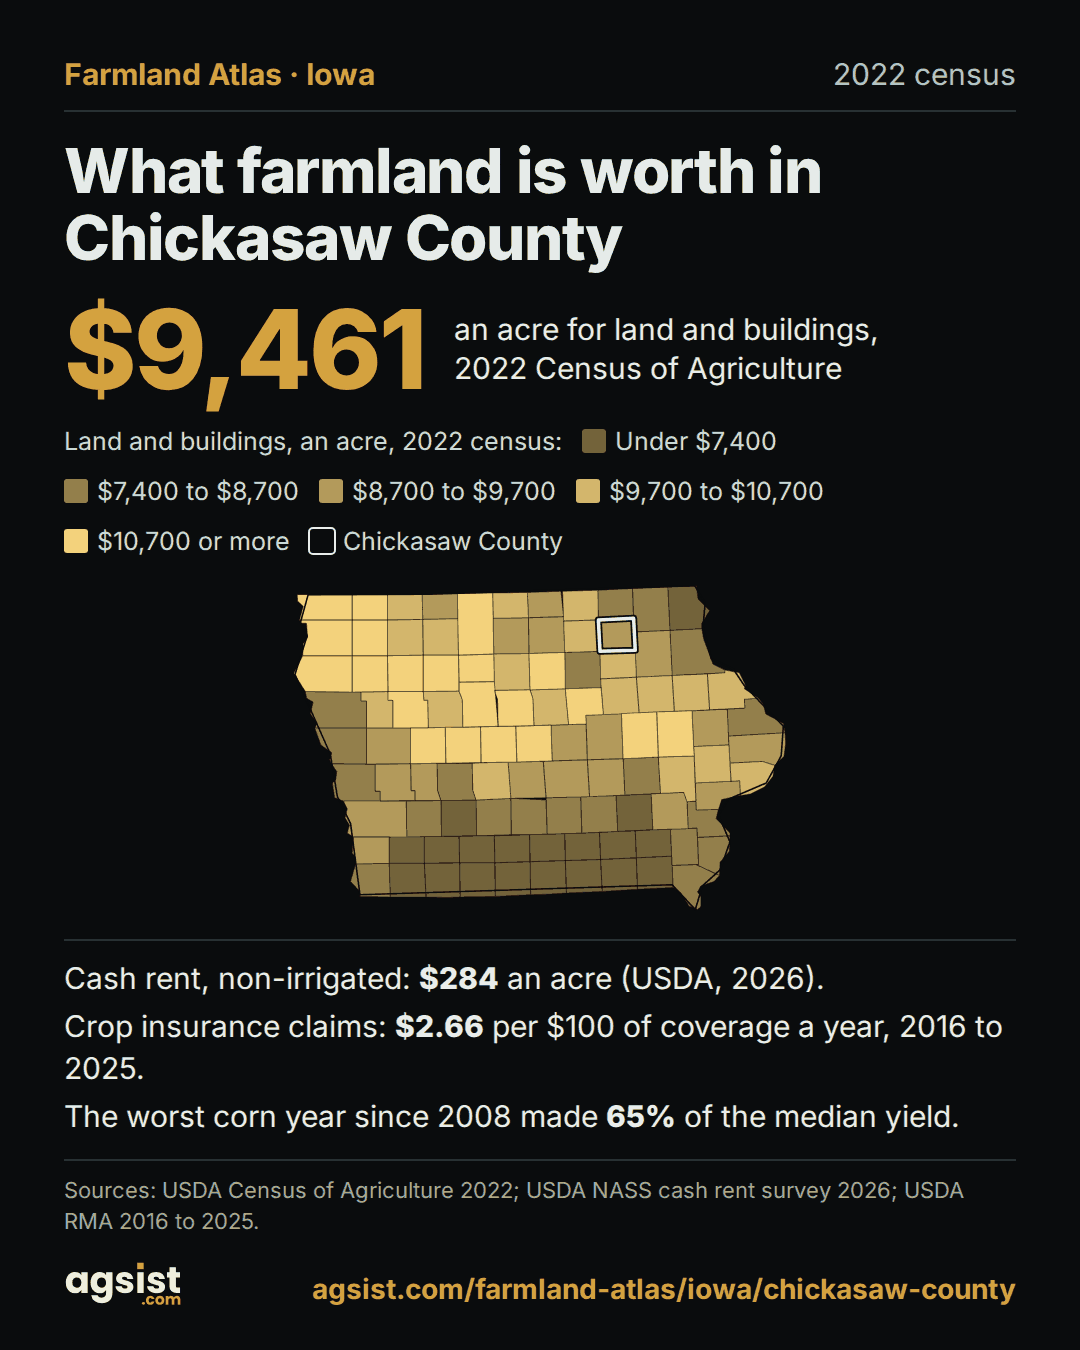 Farmland Atlas · Iowa
2022 census
What farmland is worth in
Chickasaw County
$9,461
an acre for land and buildings,
2022 Census of Agriculture
Land and buildings, an acre, 2022 census: Under $7,400
$7,400 to $8,700 $8,700 to $9,700 $9,700 to $10,700
$10,700 or more Chickasaw County
Cash rent, non-irrigated: $284 an acre (USDA, 2026).
Crop insurance claims: $2.66 per $100 of coverage a year, 2016 to
2025.
The worst corn year since 2008 made 65% of the median yield.
Sources: USDA Census of Agriculture 2022; USDA NASS cash rent survey 2026; USDA
RMA 2016 to 2025.
agsist
.com
agsist.com/farmland-atlas/iowa/chickasaw-county